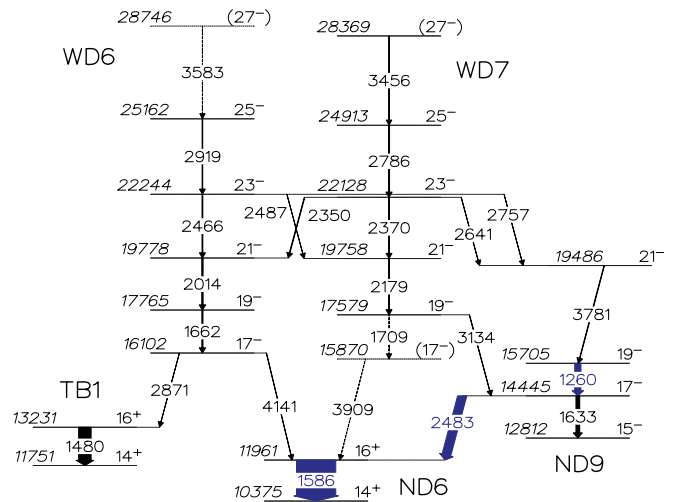 28746 (27⁻) 28369 (27⁻)
WD6 3583 3456 WD7
25162 25⁻ 24913 25⁻
2919 2786
22244 23⁻ 22128 23⁻
2466 2487 2350 2370 2641 2757
19778 21⁻ 19758 21⁻ 19486 21⁻
2014 2179
17765 19⁻ 17579 19⁻ 3781
1662 1709 3134
16102 17⁻ 15870 (17⁻) 15705 19⁻
TB1 2871 1260
14445 17⁻
13231 16⁺ 4141 3909 2483 1633
1480 12812 15⁻
11751 14⁺ 11961 16⁺ ND9
1586 ND6
10375 14⁺